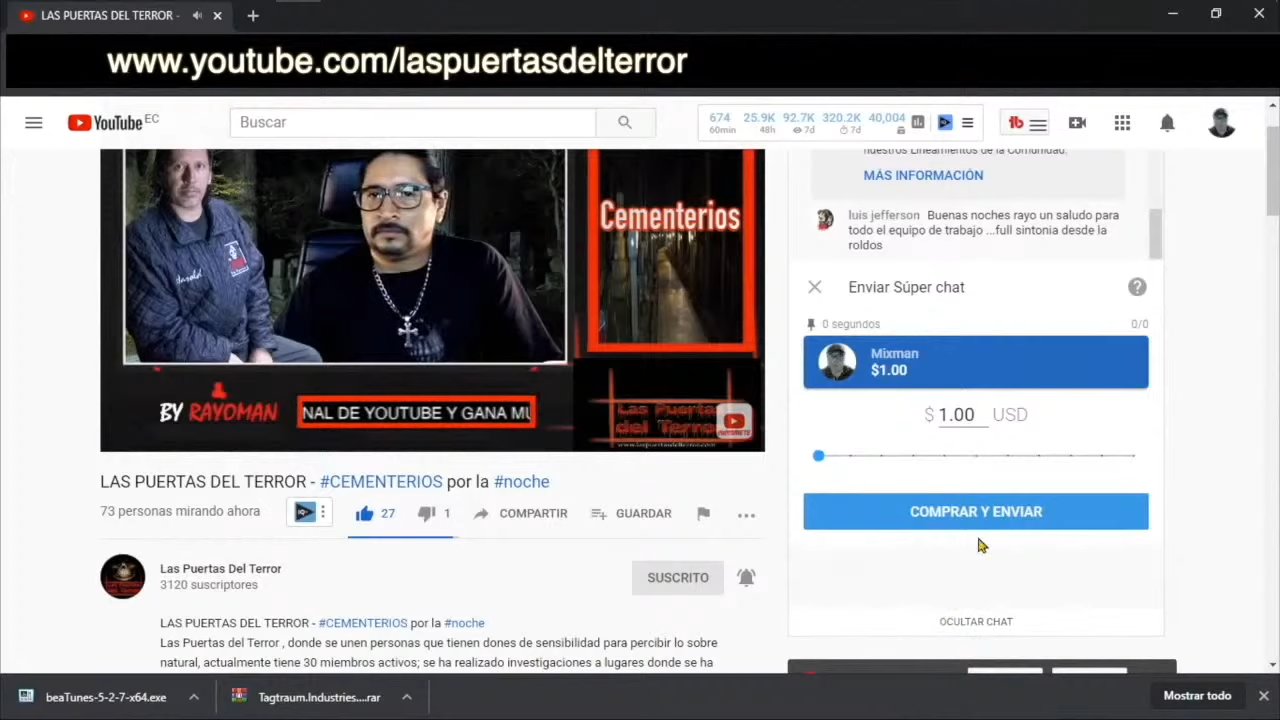 LAS PUERTAS DEL TERROR -
www.youtube.com/laspuertasdelterror
YouTube EC
Buscar
674 25.9K 92.7K 320.2K 40,004
60min 48h 7d 7d
nuestros Lineamientos de la Comunidad.
MÁS INFORMACIÓN
luis jefferson Buenas noches rayo un saludo para
todo el equipo de trabajo ...full sintonia desde la
roldos
Enviar Súper chat
0 segundos 0/0
Mixman
$1.00
$ 1.00 USD
COMPRAR Y ENVIAR
OCULTAR CHAT
Harold
Cementerios
BY RAYOMAN
NAL DE YOUTUBE Y GANA MU
Las Puertas
del Terror
LAS PUERTAS DEL TERROR - #CEMENTERIOS por la #noche
73 personas mirando ahora
27 1 COMPARTIR GUARDAR
Las Puertas Del Terror
3120 suscriptores
SUSCRITO
LAS PUERTAS DEL TERROR - #CEMENTERIOS por la #noche
Las Puertas del Terror , donde se unen personas que tienen dones de sensibilidad para percibir lo sobre
natural, actualmente tiene 30 miembros activos; se ha realizado investigaciones a lugares donde se ha
beaTunes-5-2-7-x64.exe
Tagtraum.Industries....rar
Mostrar todo